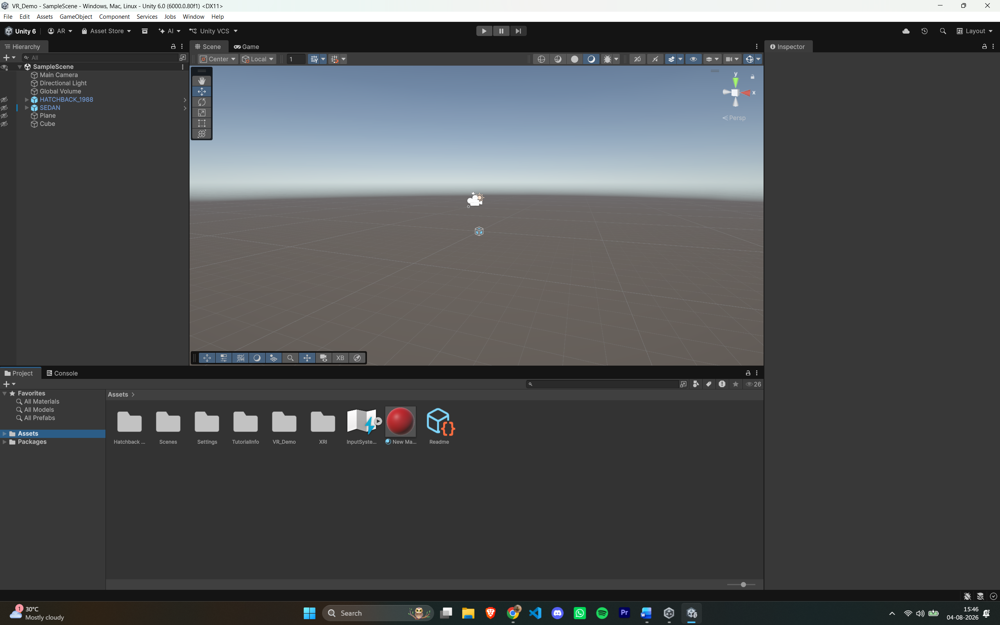 VR_Demo - SampleScene - Windows, Mac, Linux - Unity 6.0 (6000.0.80f1) <DX11>
File Edit Assets GameObject Component Services Jobs Window Help
Unity 6 AR Asset Store AI Unity VCS Layout
Hierarchy
All
SampleScene
Main Camera
Directional Light
Global Volume
HATCHBACK_1988
SEDAN
Plane
Cube
Scene Game
Center Local 1 2D
y
x
Persp
XB
Inspector
Project Console
26
Favorites
All Materials
All Models
All Prefabs
Assets
Packages
Assets >
Hatchback ... Scenes Settings TutorialInfo VR_Demo XRI InputSyste... New Ma... Readme
1
30°C
Mostly cloudy
Search
Pr
W
6
15:46
04-08-2026